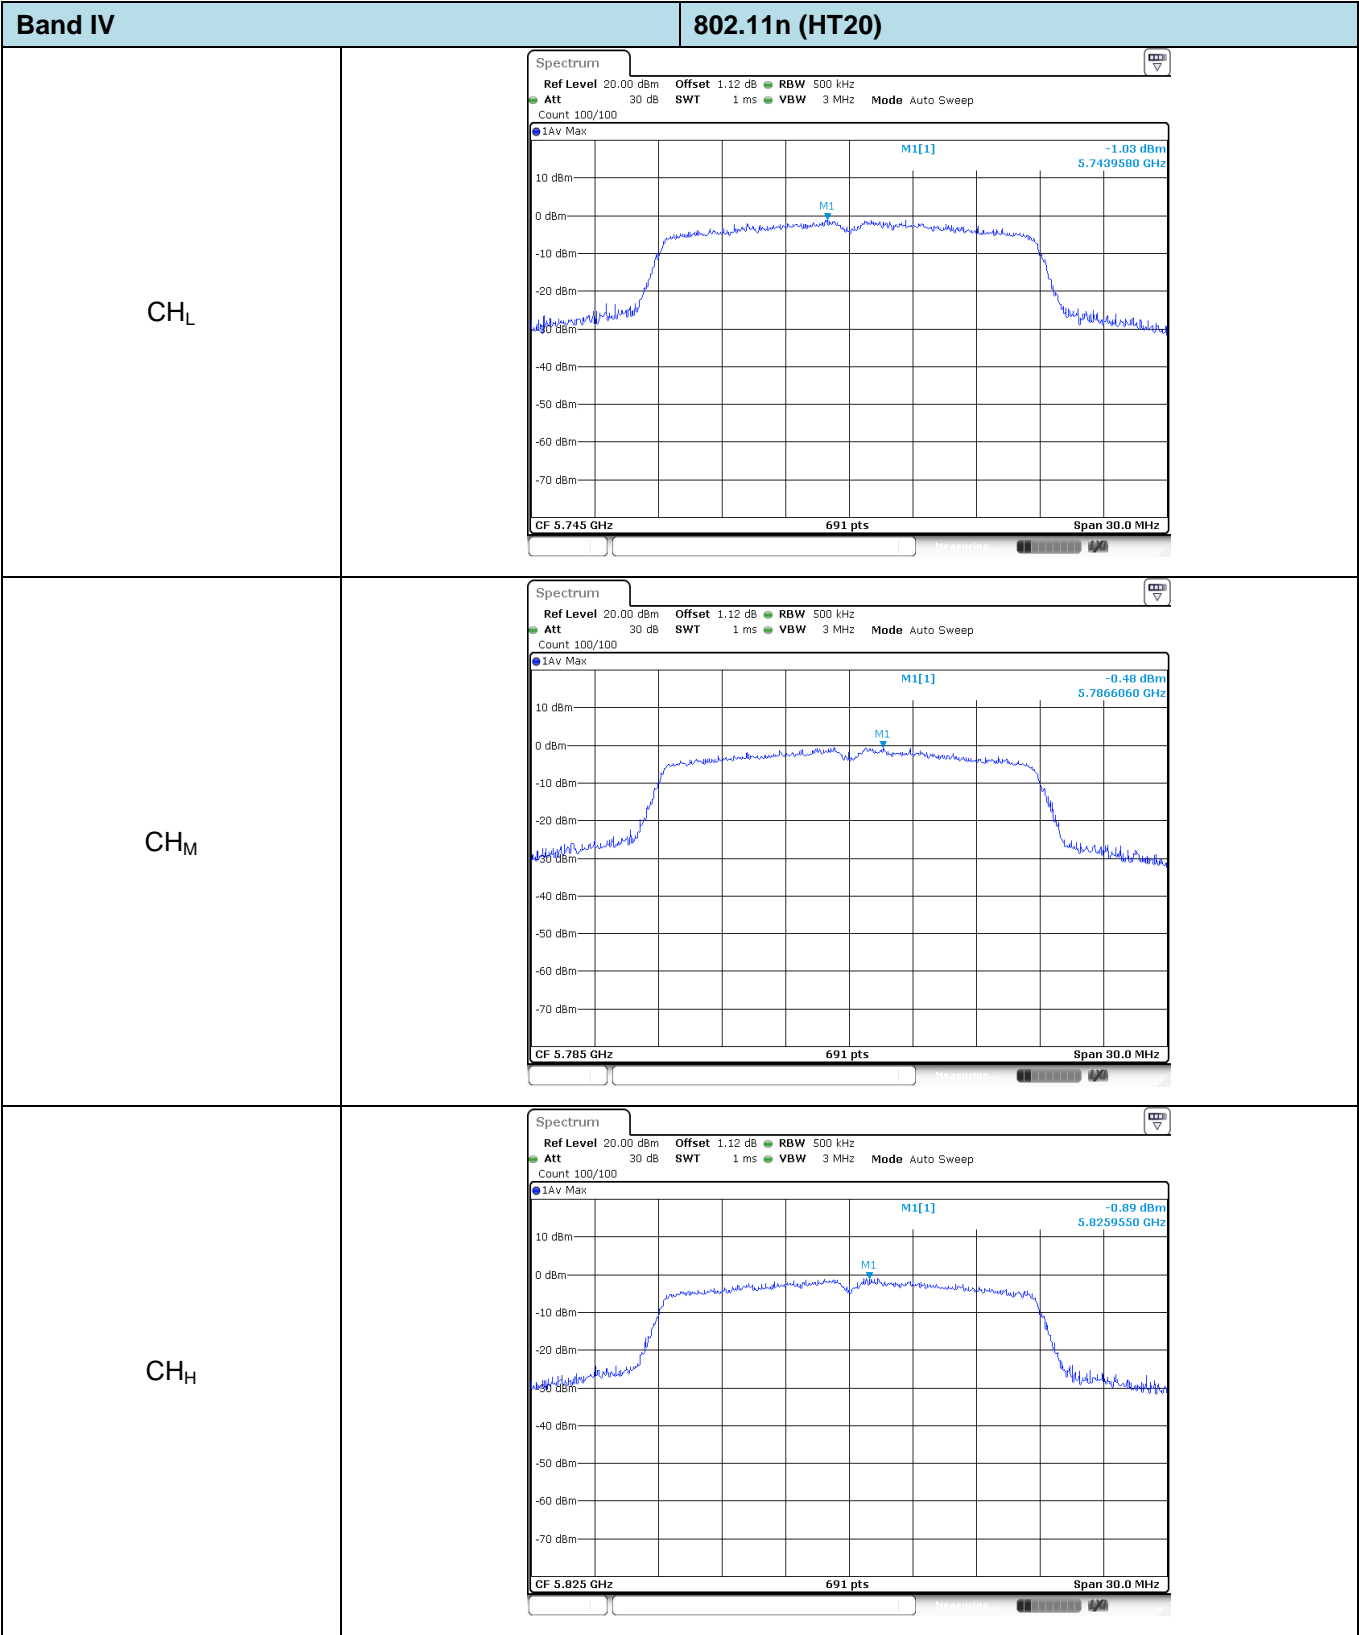 Band IV 802.11n (HT20)
CHL
Spectrum
Ref Level 20.00 dBm Offset 1.12 dB RBW 500 kHz
Att 30 dB SWT 1 ms VBW 3 MHz Mode Auto Sweep
Count 100/100
1Av Max
M1[1] -1.03 dBm
5.7439580 GHz
10 dBm
M1
0 dBm
-10 dBm
-20 dBm
-30 dBm
-40 dBm
-50 dBm
-60 dBm
-70 dBm
CF 5.745 GHz 691 pts Span 30.0 MHz
Measuring...
CHM
Spectrum
Ref Level 20.00 dBm Offset 1.12 dB RBW 500 kHz
Att 30 dB SWT 1 ms VBW 3 MHz Mode Auto Sweep
Count 100/100
1Av Max
M1[1] -0.48 dBm
5.7866060 GHz
10 dBm
M1
0 dBm
-10 dBm
-20 dBm
-30 dBm
-40 dBm
-50 dBm
-60 dBm
-70 dBm
CF 5.785 GHz 691 pts Span 30.0 MHz
Measuring...
CHH
Spectrum
Ref Level 20.00 dBm Offset 1.12 dB RBW 500 kHz
Att 30 dB SWT 1 ms VBW 3 MHz Mode Auto Sweep
Count 100/100
1Av Max
M1[1] -0.89 dBm
5.8259550 GHz
10 dBm
M1
0 dBm
-10 dBm
-20 dBm
-30 dBm
-40 dBm
-50 dBm
-60 dBm
-70 dBm
CF 5.825 GHz 691 pts Span 30.0 MHz
Measuring...